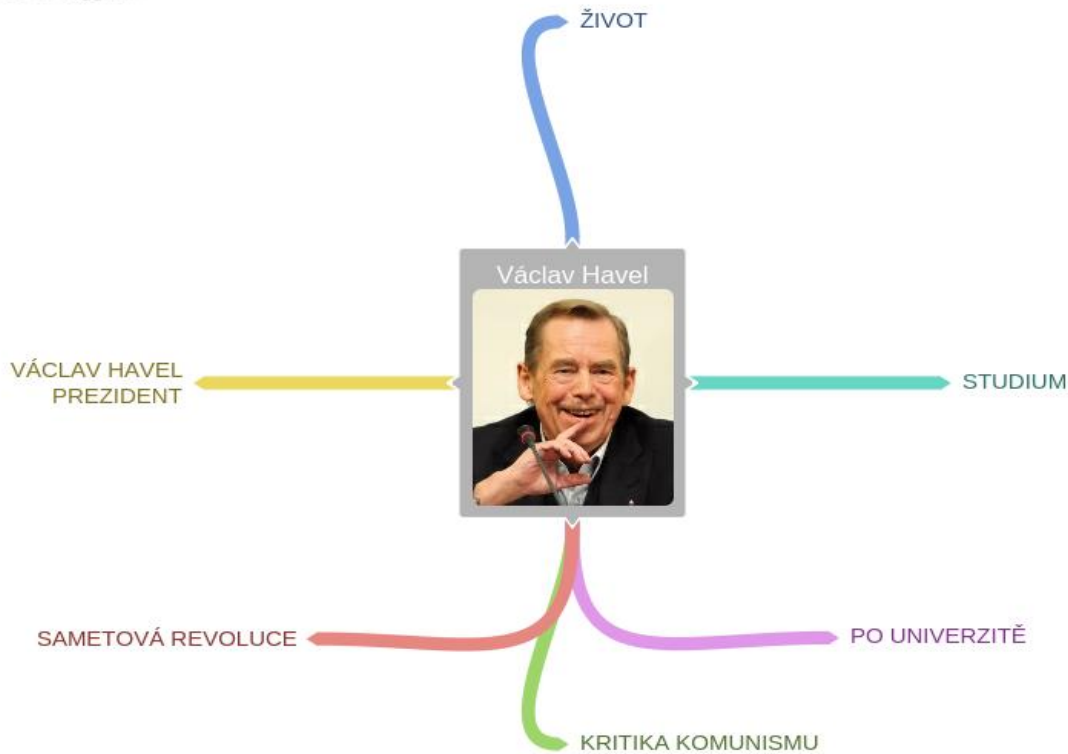 ŽIVOT
Václav Havel
VÁCLAV HAVEL
PREZIDENT
STUDIUM
SAMETOVÁ REVOLUCE
PO UNIVERZITĚ
KRITIKA KOMUNISMU